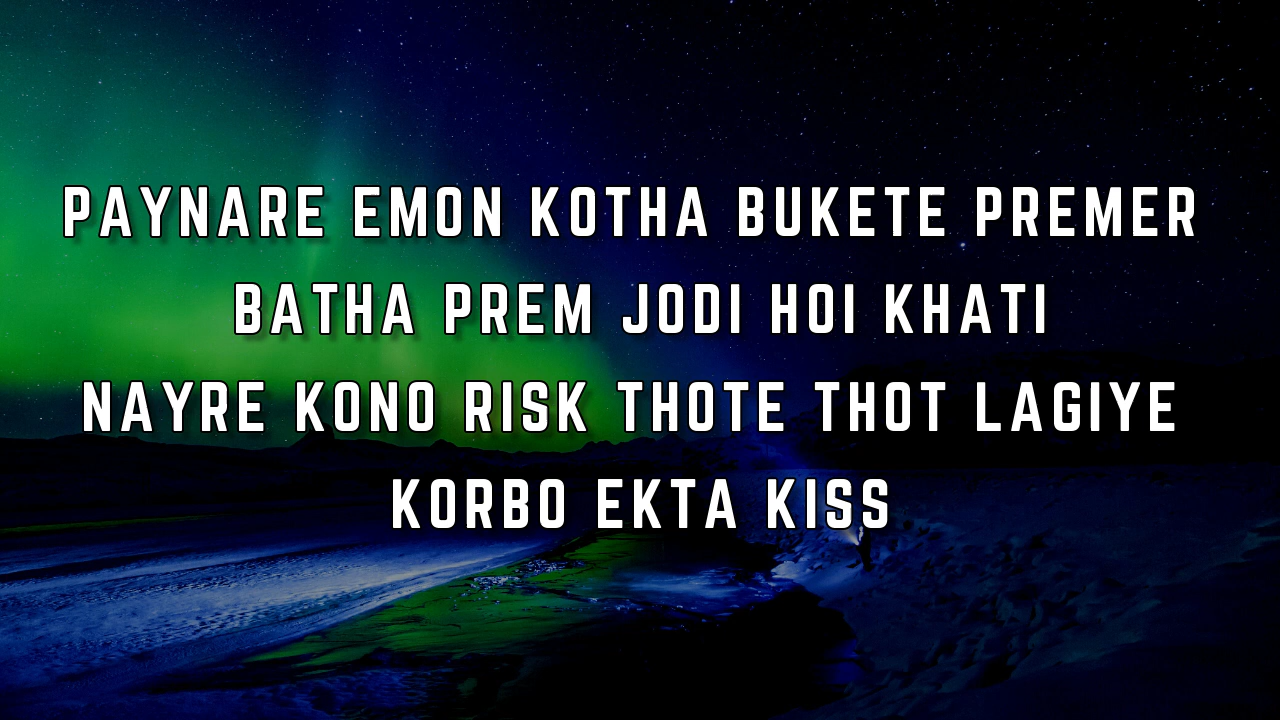 PAYNARE EMON KOTHA BUKETE PREMER
BATHA PREM JODI HOI KHATI
NAYRE KONO RISK THOTE THOT LAGIYE
KORBO EKTA KISS